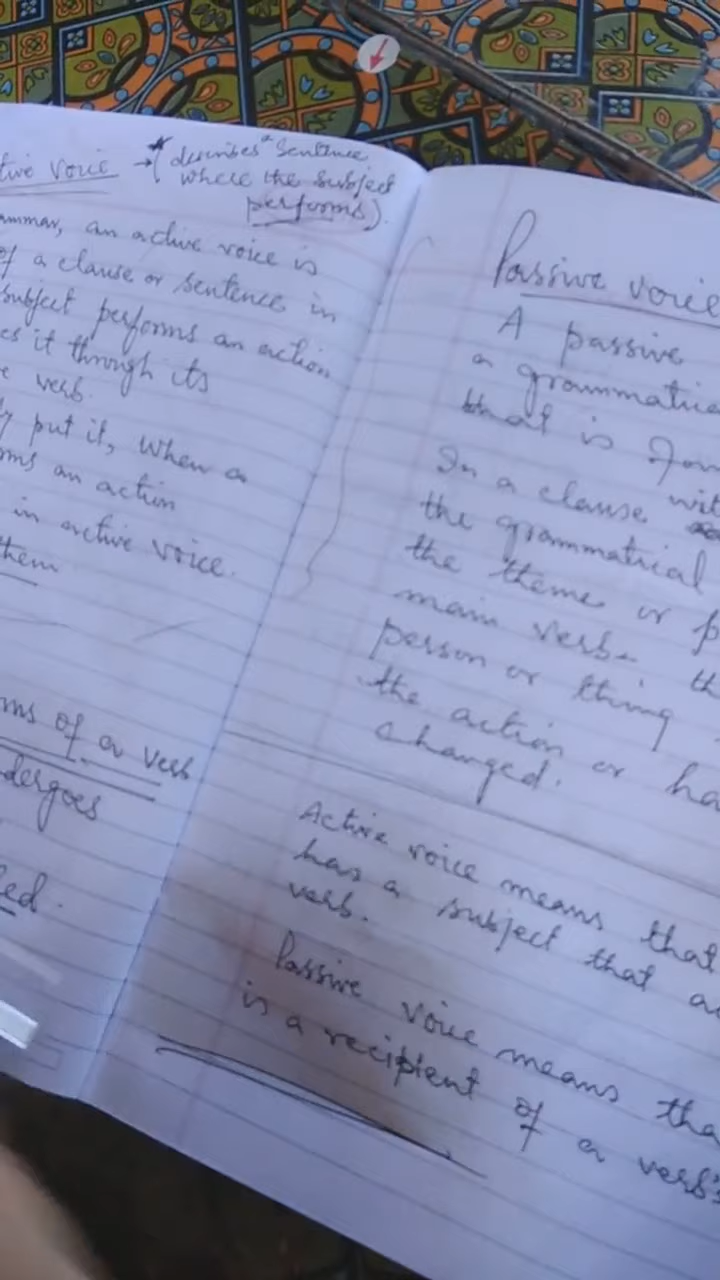 tive voice → ( describes a sentence
where the subject
performs).
ammar, an active voice is
of a clause or sentence in
subject performs an action
es it through its
e verb.
y put it, when a
oms an action
in active voice.
them
ms of a verb
dergoes
ed.
Passive voice
A passive
a grammatica
that is
In a clause wit
the grammatical
the theme or p
main verb- th
person or thing
the action or ha
changed.
Active voice means that
has a subject that ac
verb.
Passive voice means tha
is a recipient of a verb's